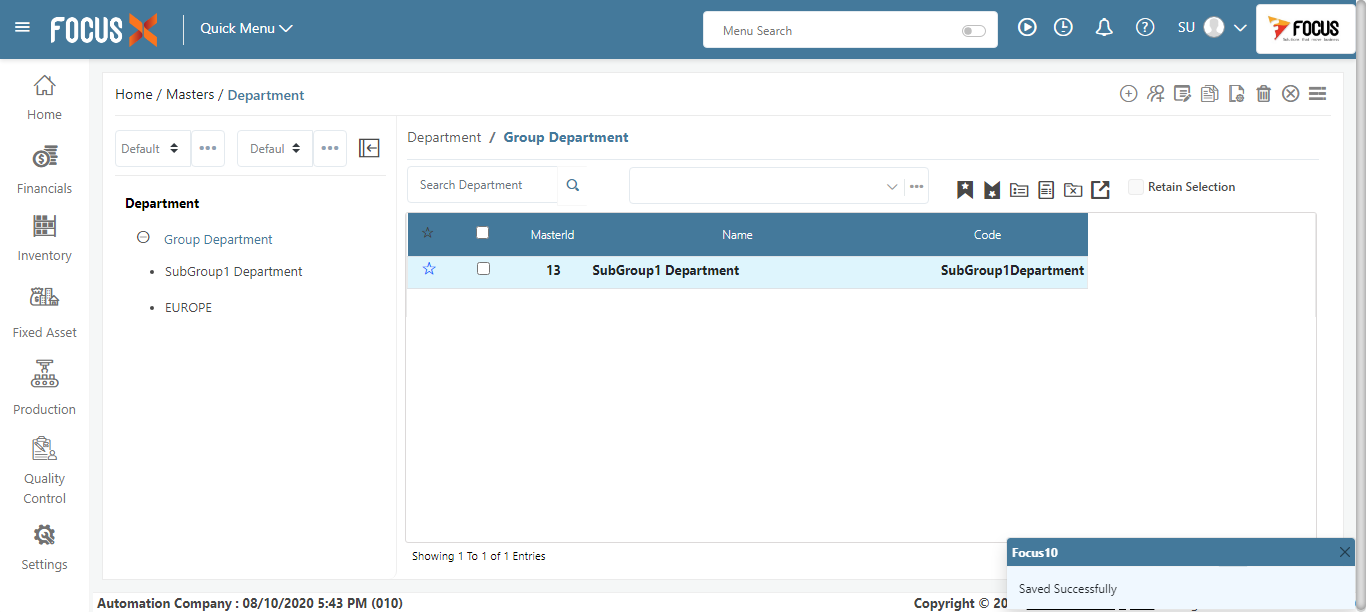 FOCUS X
Quick Menu
Menu Search
SU
FOCUS
Home
Financials
Inventory
Fixed Asset
Production
Quality
Control
Settings
Home / Masters / Department
Default
Defaul
Department
Group Department
SubGroup1 Department
EUROPE
Department / Group Department
Search Department
Retain Selection
MasterId Name Code
13 SubGroup1 Department SubGroup1Department
Showing 1 To 1 of 1 Entries
Focus10
Saved Successfully
Automation Company : 08/10/2020 5:43 PM (010)
Copyright © 20